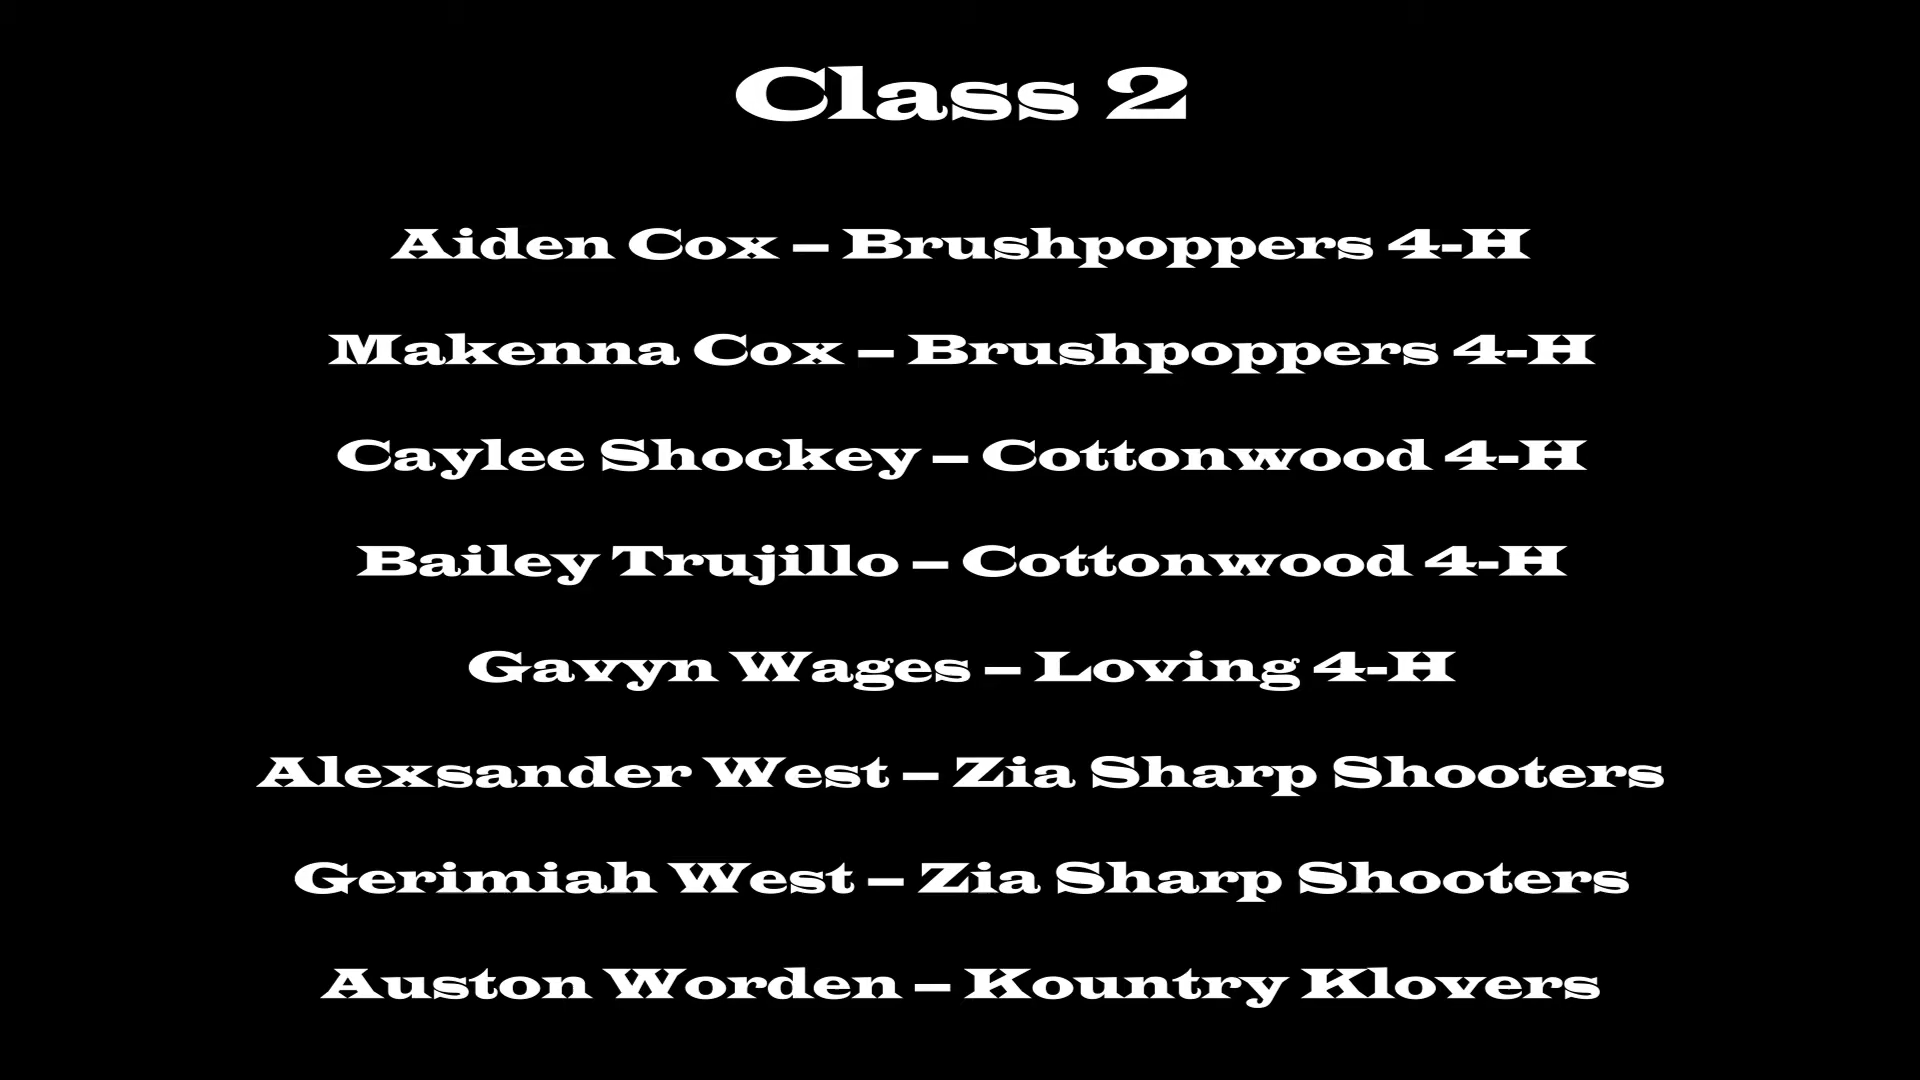 Class 2
Aiden Cox – Brushpoppers 4-H
Makenna Cox – Brushpoppers 4-H
Caylee Shockey – Cottonwood 4-H
Bailey Trujillo – Cottonwood 4-H
Gavyn Wages – Loving 4-H
Alexsander West – Zia Sharp Shooters
Gerimiah West – Zia Sharp Shooters
Auston Worden – Kountry Klovers